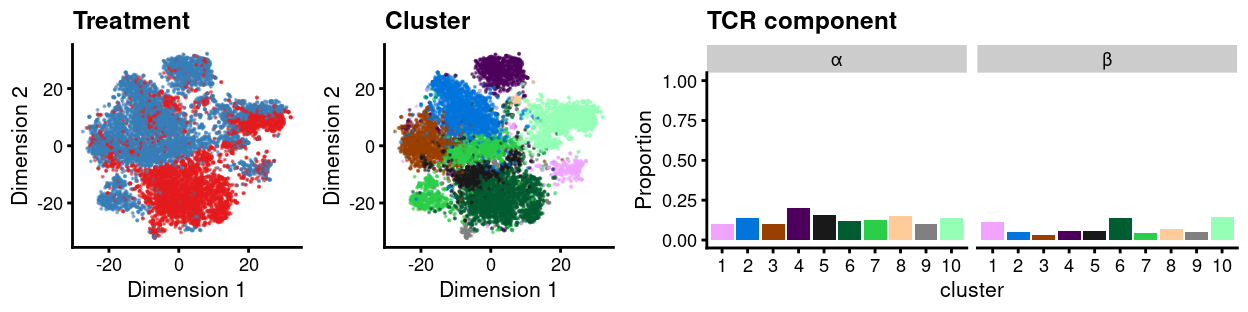 Treatment
Dimension 2
20
0
-20
-20 0 20
Dimension 1
Cluster
Dimension 2
20
0
-20
-20 0 20
Dimension 1
TCR component
α β
Proportion
1.00
0.75
0.50
0.25
0.00
1 2 3 4 5 6 7 8 9 10 1 2 3 4 5 6 7 8 9 10
cluster